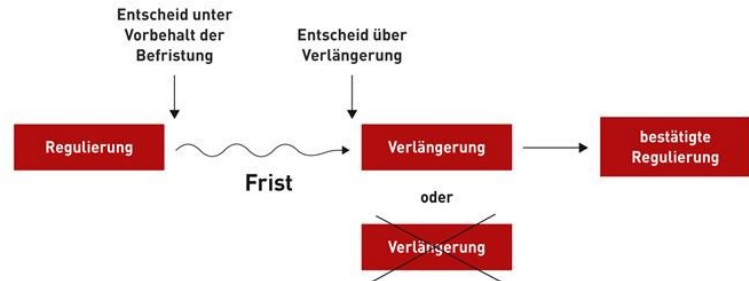 Entscheid unter
Vorbehalt der
Befristung
Entscheid über
Verlängerung
Regulierung
Frist
Verlängerung
bestätigte
Regulierung
oder
Verlängerung